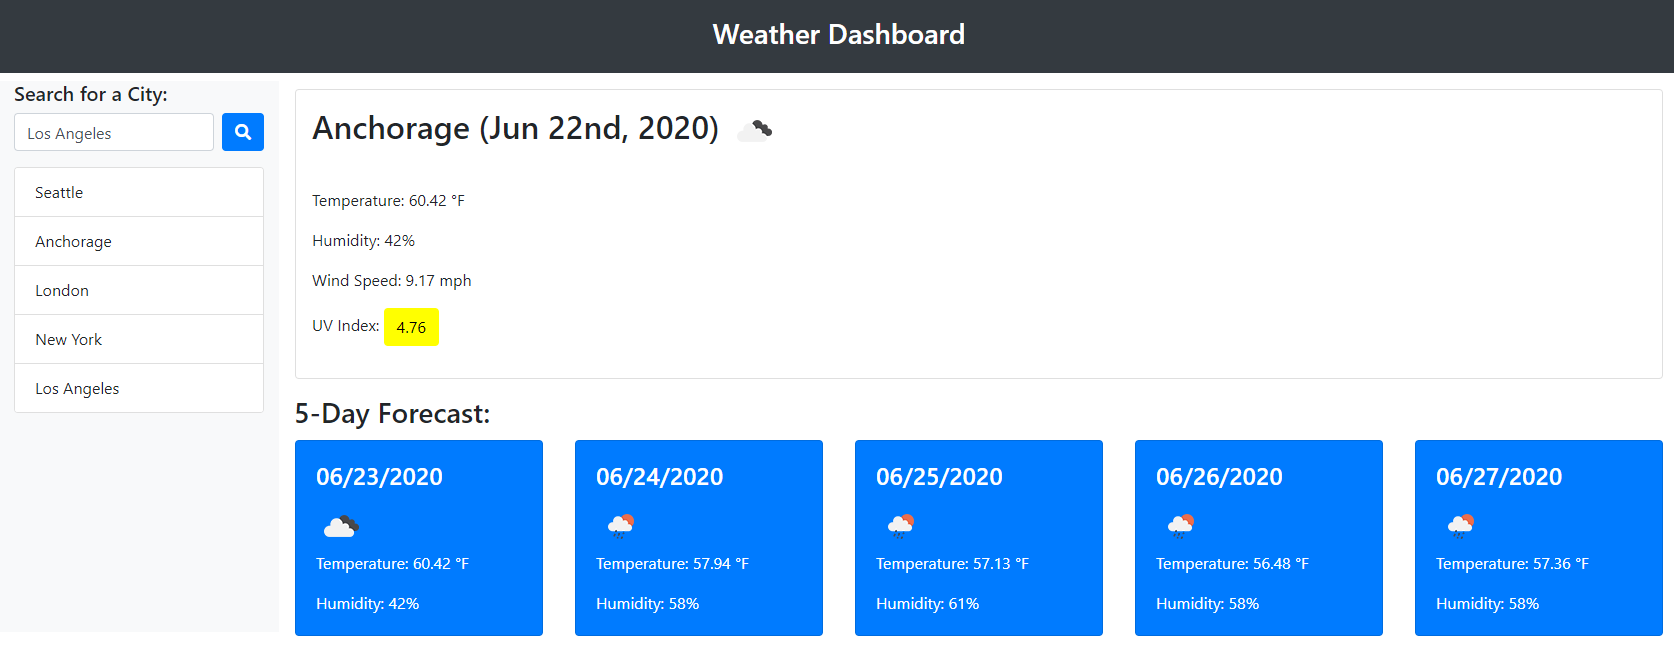 Weather Dashboard
Search for a City:
Los Angeles
Seattle
Anchorage
London
New York
Los Angeles
Anchorage (Jun 22nd, 2020)
Temperature: 60.42 °F
Humidity: 42%
Wind Speed: 9.17 mph
UV Index: 4.76
5-Day Forecast:
06/23/2020
Temperature: 60.42 °F
Humidity: 42%
06/24/2020
Temperature: 57.94 °F
Humidity: 58%
06/25/2020
Temperature: 57.13 °F
Humidity: 61%
06/26/2020
Temperature: 56.48 °F
Humidity: 58%
06/27/2020
Temperature: 57.36 °F
Humidity: 58%